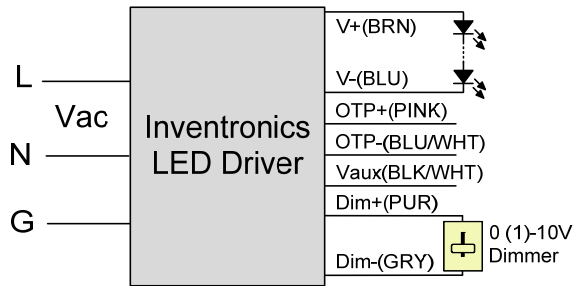 L
Vac
N
G
Inventronics
LED Driver
V+(BRN)
V-(BLU)
OTP+(PINK)
OTP-(BLU/WHT)
Vaux(BLK/WHT)
Dim+(PUR)
0 (1)-10V
Dimmer
Dim-(GRY)